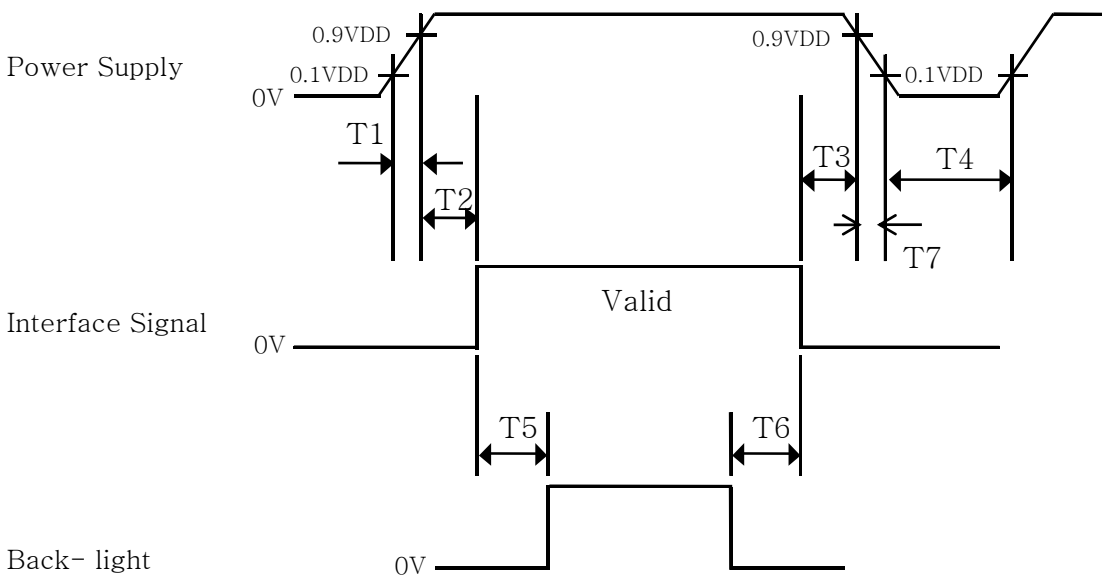 0.9VDD
0.9VDD
Power Supply
0.1VDD
0.1VDD
0V
T1
T2
T3
T4
T7
Valid
Interface Signal
0V
T5
T6
Back- light
0V